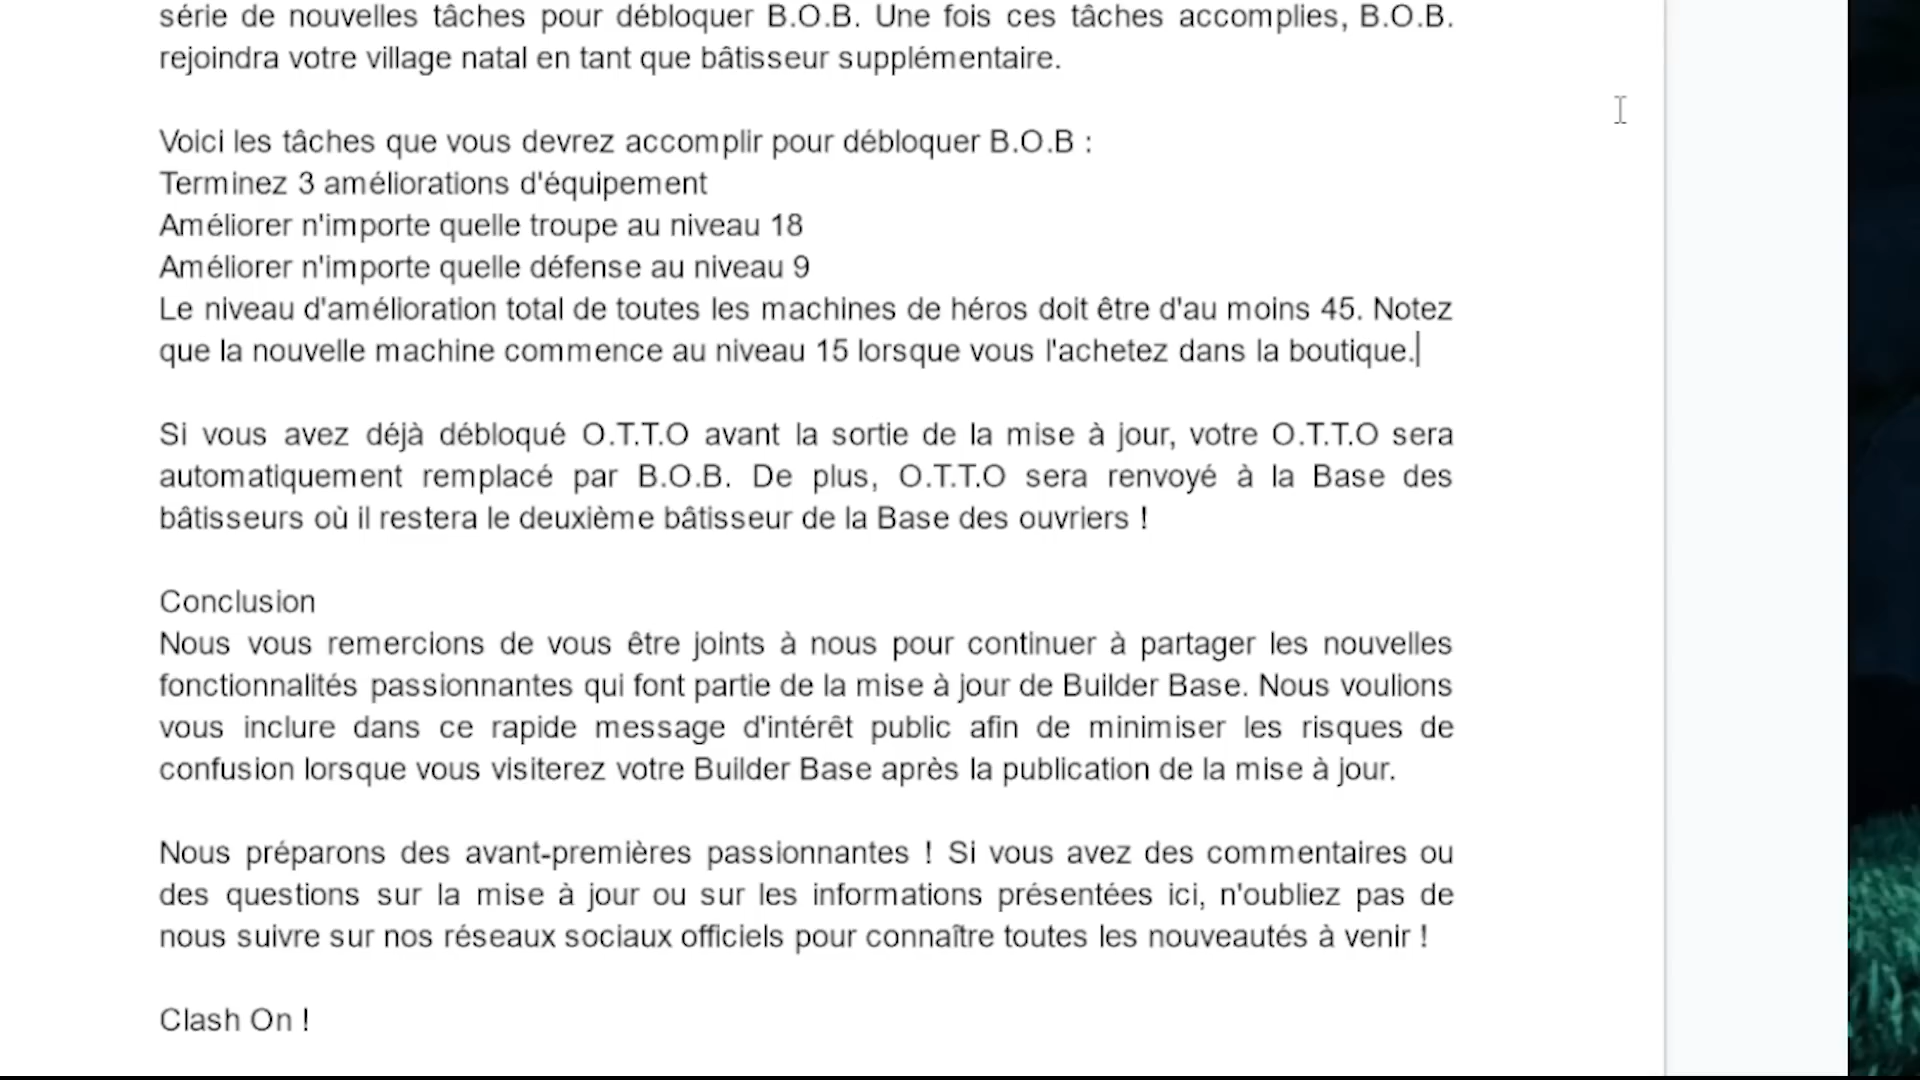 série de nouvelles tâches pour débloquer B.O.B. Une fois ces tâches accomplies, B.O.B.
rejoindra votre village natal en tant que bâtisseur supplémentaire.
Voici les tâches que vous devrez accomplir pour débloquer B.O.B :
Terminez 3 améliorations d'équipement
Améliorer n'importe quelle troupe au niveau 18
Améliorer n'importe quelle défense au niveau 9
Le niveau d'amélioration total de toutes les machines de héros doit être d'au moins 45. Notez
que la nouvelle machine commence au niveau 15 lorsque vous l'achetez dans la boutique.
Si vous avez déjà débloqué O.T.T.O avant la sortie de la mise à jour, votre O.T.T.O sera
automatiquement remplacé par B.O.B. De plus, O.T.T.O sera renvoyé à la Base des
bâtisseurs où il restera le deuxième bâtisseur de la Base des ouvriers !
Conclusion
Nous vous remercions de vous être joints à nous pour continuer à partager les nouvelles
fonctionnalités passionnantes qui font partie de la mise à jour de Builder Base. Nous voulions
vous inclure dans ce rapide message d'intérêt public afin de minimiser les risques de
confusion lorsque vous visiterez votre Builder Base après la publication de la mise à jour.
Nous préparons des avant-premières passionnantes ! Si vous avez des commentaires ou
des questions sur la mise à jour ou sur les informations présentées ici, n'oubliez pas de
nous suivre sur nos réseaux sociaux officiels pour connaître toutes les nouveautés à venir !
Clash On !